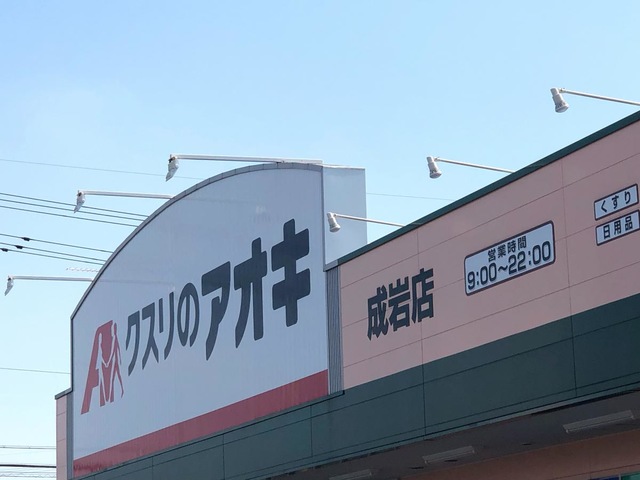 クスリのアオキ
成岩店
営業時間
9:00～22:00
くすり
日用品